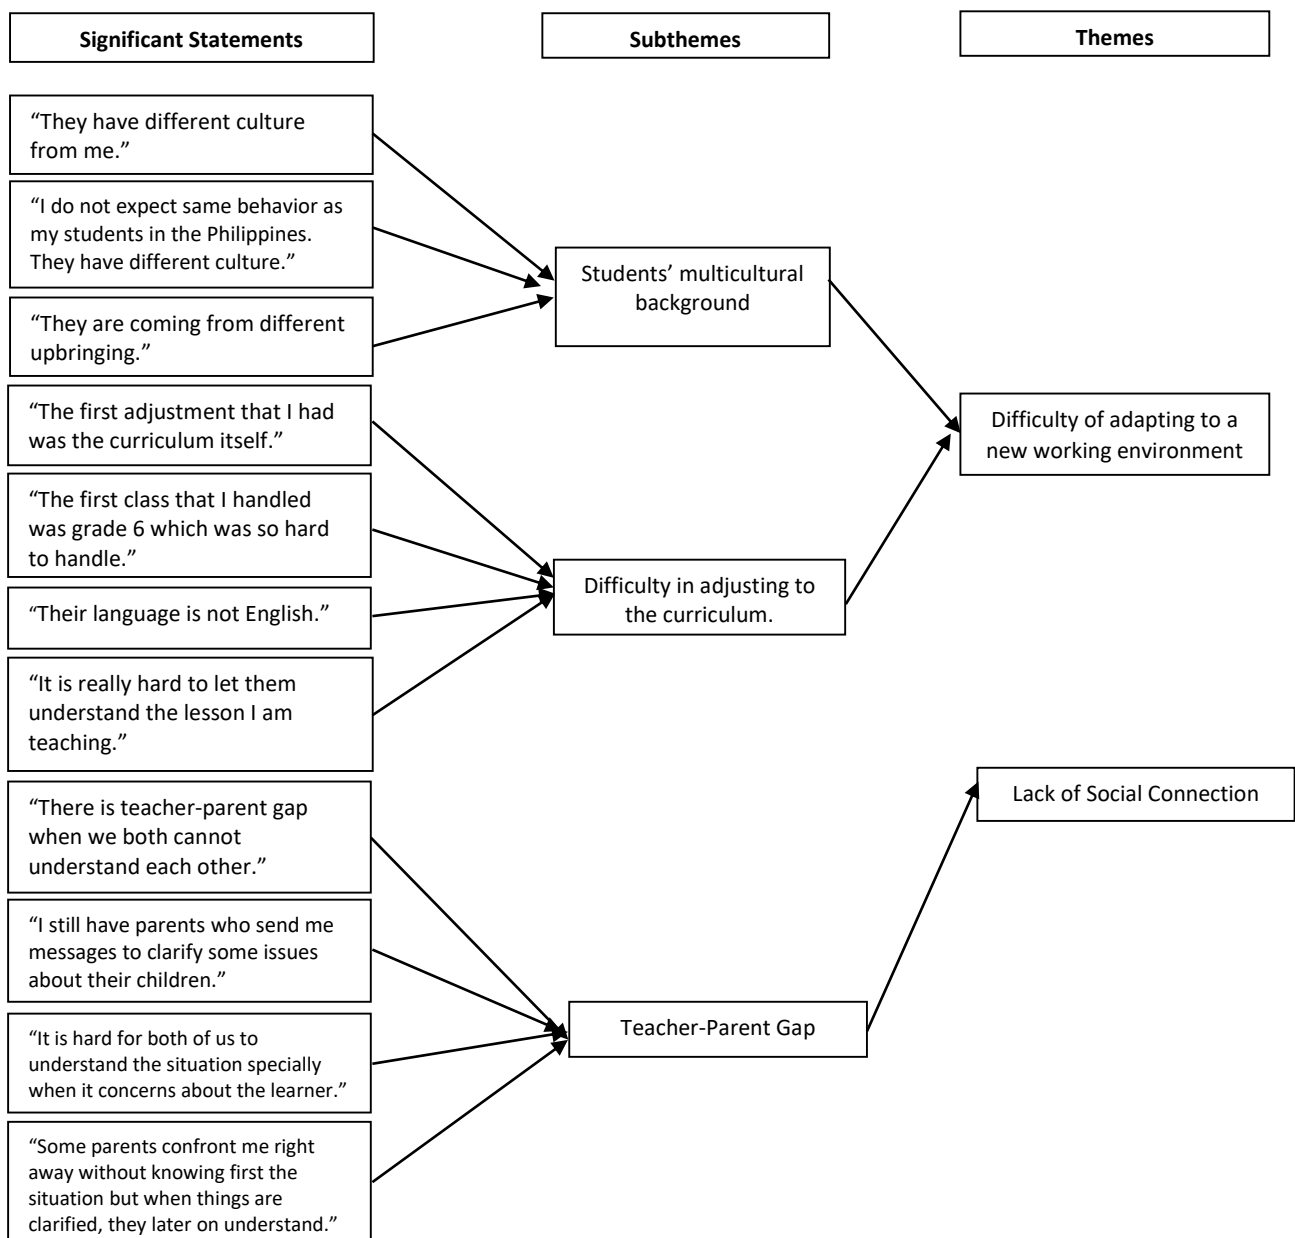 Significant Statements
Subthemes
Themes
“They have different culture
from me.”
“I do not expect same behavior as
my students in the Philippines.
They have different culture.”
“They are coming from different
upbringing.”
“The first adjustment that I had
was the curriculum itself.”
“The first class that I handled
was grade 6 which was so hard
to handle.”
“Their language is not English.”
“It is really hard to let them
understand the lesson I am
teaching.”
“There is teacher-parent gap
when we both cannot
understand each other.”
“I still have parents who send me
messages to clarify some issues
about their children.”
“It is hard for both of us to
understand the situation specially
when it concerns about the learner.”
“Some parents confront me right
away without knowing first the
situation but when things are
clarified, they later on understand.”
Students’ multicultural
background
Difficulty in adjusting to
the curriculum.
Teacher-Parent Gap
Difficulty of adapting to a
new working environment
Lack of Social Connection